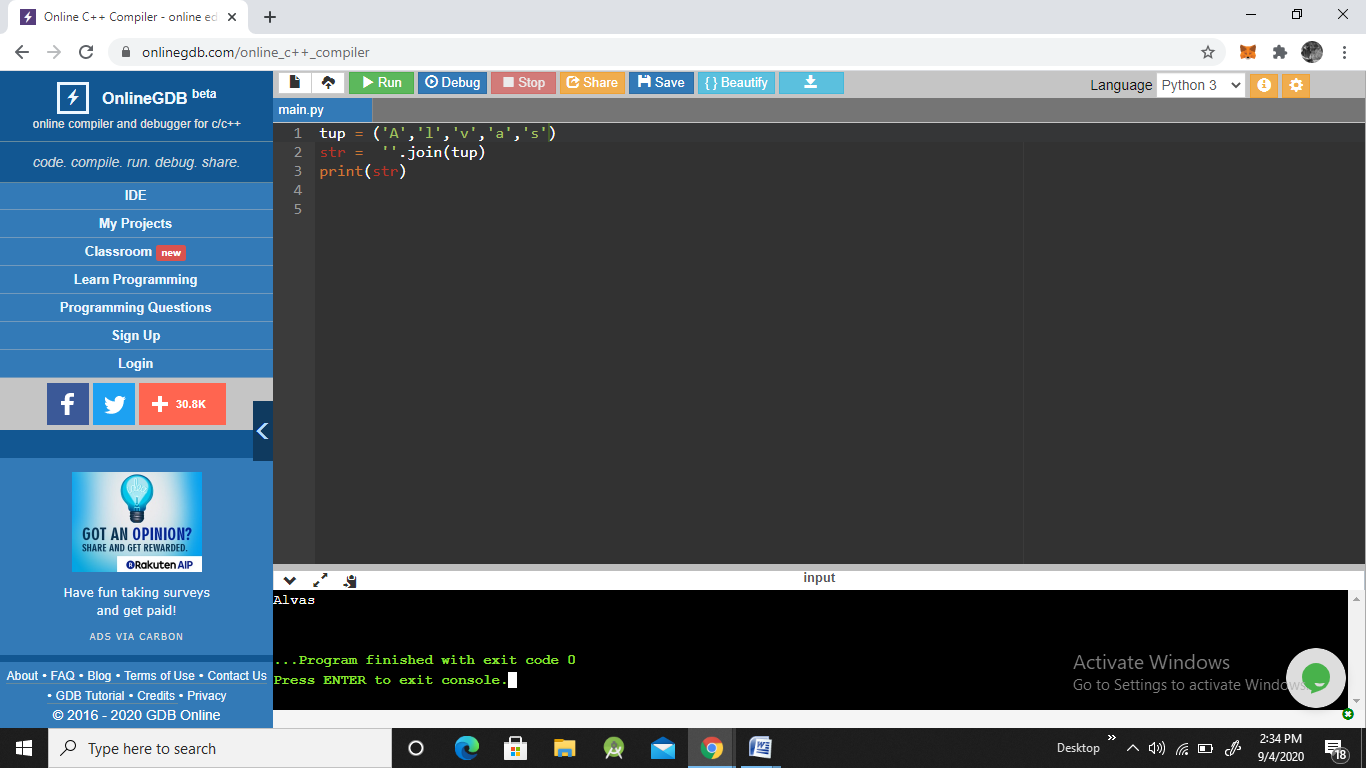 Online C++ Compiler - online ed
onlinegdb.com/online_c++_compiler
OnlineGDB beta
online compiler and debugger for c/c++
code. compile. run. debug. share.
IDE
My Projects
Classroom new
Learn Programming
Programming Questions
Sign Up
Login
30.8K
GOT AN OPINION?
SHARE AND GET REWARDED.
Rakuten AIP
Have fun taking surveys
and get paid!
ADS VIA CARBON
About • FAQ • Blog • Terms of Use • Contact Us
• GDB Tutorial • Credits • Privacy
© 2016 - 2020 GDB Online
Run Debug Stop Share Save { } Beautify
Language Python 3
main.py
1 tup = ('A','l','v','a','s')
2 str =  ''.join(tup)
3 print(str)
4
5
input
Alvas
...Program finished with exit code 0
Press ENTER to exit console.
Activate Windows
Go to Settings to activate Windows.
Type here to search
Desktop
2:34 PM
9/4/2020
18